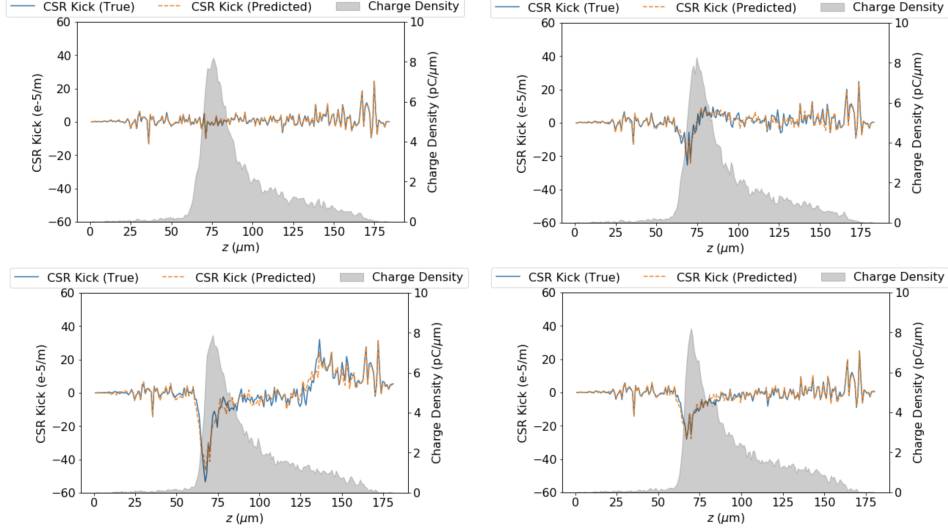 CSR Kick (True) CSR Kick (Predicted) Charge Density
60
40
20
0
−20
−40
−60
CSR Kick (e-5/m)
10
8
6
4
2
0
Charge Density (pC/μm)
0 25 50 75 100 125 150 175
z (μm)
CSR Kick (True) CSR Kick (Predicted) Charge Density
60
40
20
0
−20
−40
−60
CSR Kick (e-5/m)
10
8
6
4
2
0
Charge Density (pC/μm)
0 25 50 75 100 125 150 175
z (μm)
CSR Kick (True) CSR Kick (Predicted) Charge Density
60
40
20
0
−20
−40
−60
CSR Kick (e-5/m)
10
8
6
4
2
0
Charge Density (pC/μm)
0 25 50 75 100 125 150 175
z (μm)
CSR Kick (True) CSR Kick (Predicted) Charge Density
60
40
20
0
−20
−40
−60
CSR Kick (e-5/m)
10
8
6
4
2
0
Charge Density (pC/μm)
0 25 50 75 100 125 150 175
z (μm)